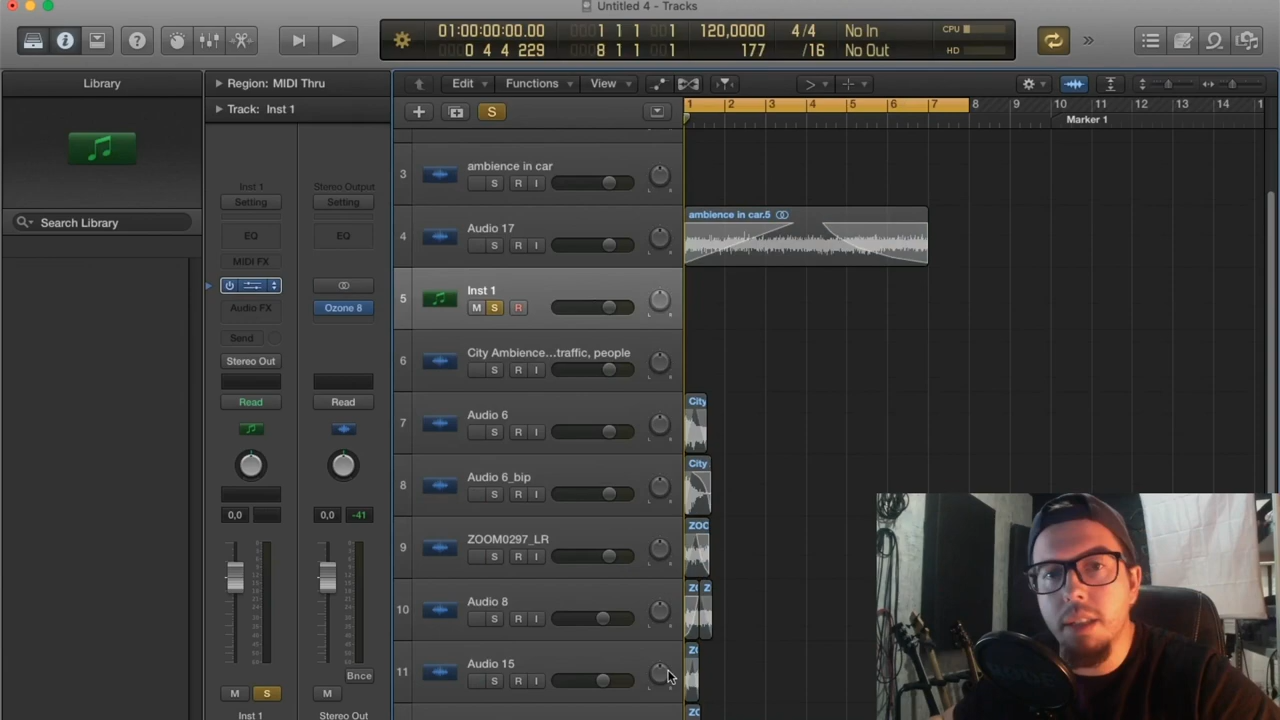 Untitled 4 - Tracks
01:00:00:00.00
0 4 4 229
1 1 1 1
8 1 1 1
120,0000
177
4/4
/16
No In
No Out
CPU
HD
Library
Region: MIDI Thru
Edit
Functions
View
Track: Inst 1
S
1 2 3 4 5 6 7 8 9 10 11 12 13 14
Marker 1
Search Library
Inst 1
Stereo Output
Setting
Setting
EQ
EQ
MIDI FX
Audio FX
Ozone 8
Send
Stereo Out
Read
Read
0,0
0,0
-41
Bnce
M
S
M
Inst 1
Stereo Out
3
ambience in car
S R I
4
Audio 17
S R I
ambience in car.5
5
Inst 1
M S R
6
City Ambience...traffic, people
S R I
7
Audio 6
S R I
City
8
Audio 6_bip
S R I
City
9
ZOOM0297_LR
S R I
ZOO
10
Audio 8
S R I
ZO
Z
11
Audio 15
S R I
ZO
ZO